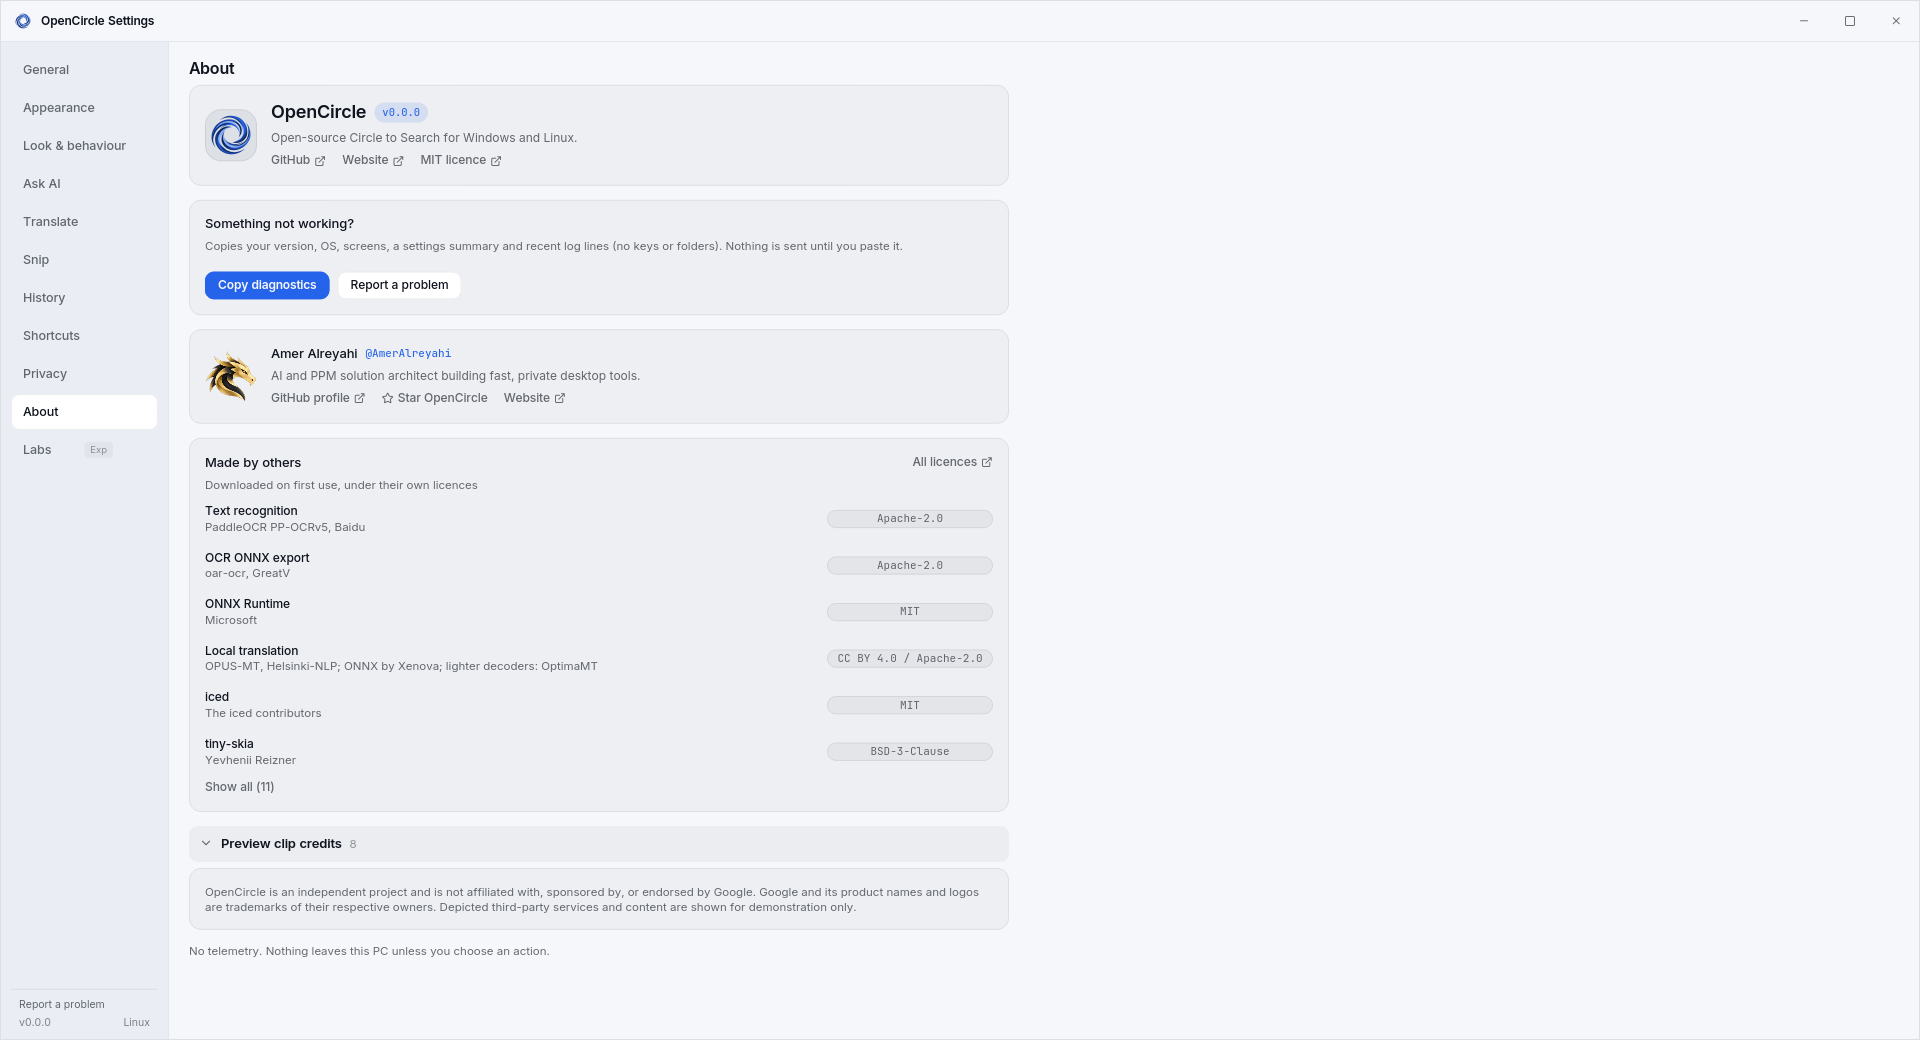 OpenCircle Settings
General
Appearance
Look & behaviour
Ask AI
Translate
Snip
History
Shortcuts
Privacy
About
Labs Exp
Report a problem
v0.0.0 Linux
About
OpenCircle v0.0.0
Open-source Circle to Search for Windows and Linux.
GitHub Website MIT licence
Something not working?
Copies your version, OS, screens, a settings summary and recent log lines (no keys or folders). Nothing is sent until you paste it.
Copy diagnostics Report a problem
Amer Alreyahi @AmerAlreyahi
AI and PPM solution architect building fast, private desktop tools.
GitHub profile Star OpenCircle Website
Made by others All licences
Downloaded on first use, under their own licences
Text recognition
PaddleOCR PP-OCRv5, Baidu
Apache-2.0
OCR ONNX export
oar-ocr, GreatV
Apache-2.0
ONNX Runtime
Microsoft
MIT
Local translation
OPUS-MT, Helsinki-NLP; ONNX by Xenova; lighter decoders: OptimaMT
CC BY 4.0 / Apache-2.0
iced
The iced contributors
MIT
tiny-skia
Yevhenii Reizner
BSD-3-Clause
Show all (11)
Preview clip credits 8
OpenCircle is an independent project and is not affiliated with, sponsored by, or endorsed by Google. Google and its product names and logos
are trademarks of their respective owners. Depicted third-party services and content are shown for demonstration only.
No telemetry. Nothing leaves this PC unless you choose an action.